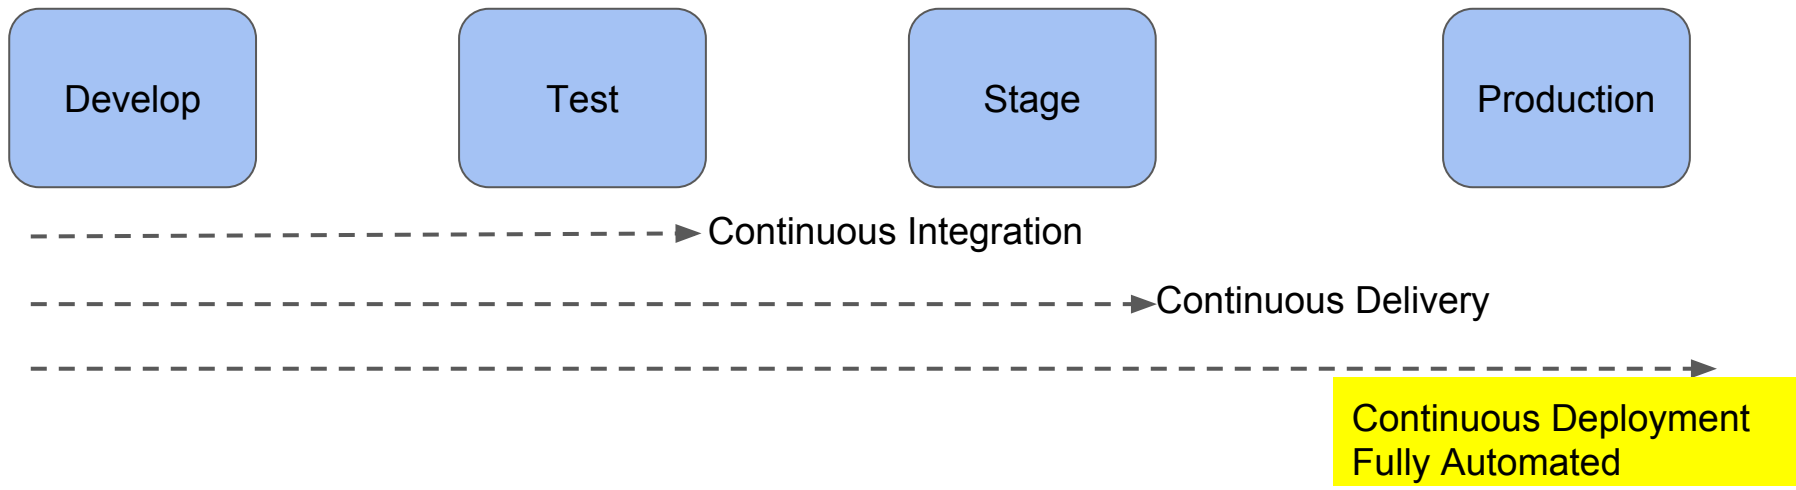 Develop
Test
Stage
Production
Continuous Integration
Continuous Delivery
Continuous Deployment
Fully Automated